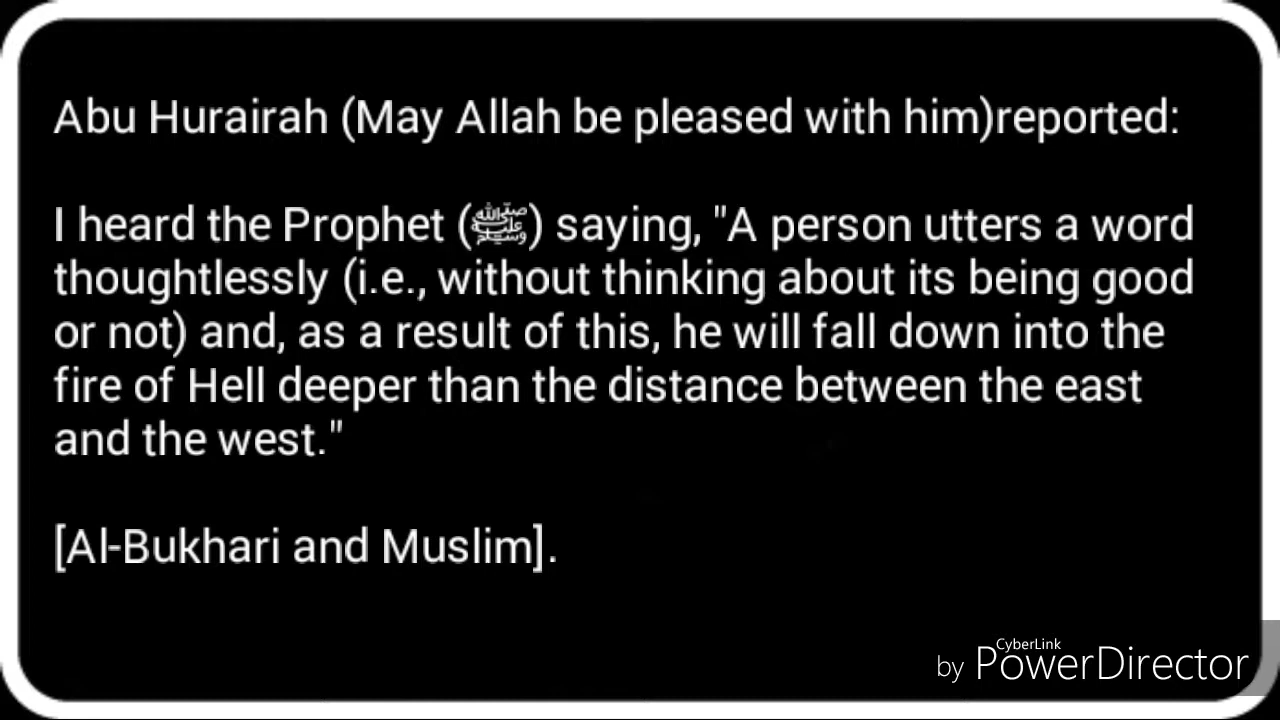 Abu Hurairah (May Allah be pleased with him)reported:
I heard the Prophet (ﷺ) saying, "A person utters a word
thoughtlessly (i.e., without thinking about its being good
or not) and, as a result of this, he will fall down into the
fire of Hell deeper than the distance between the east
and the west."
[Al-Bukhari and Muslim].
CyberLink
by PowerDirector